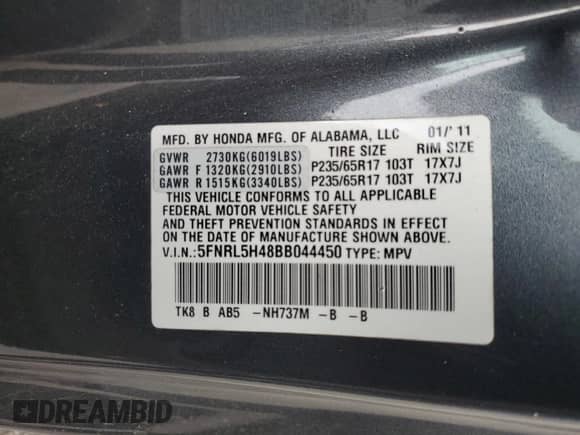 MFD. BY HONDA MFG. OF ALABAMA, LLC 01/'11
GVWR 2730KG(6019LBS) TIRE SIZE RIM SIZE
GAWR F 1320KG(2910LBS) P235/65R17 103T 17X7J
GAWR R 1515KG(3340LBS) P235/65R17 103T 17X7J
THIS VEHICLE CONFORMS TO ALL APPLICABLE
FEDERAL MOTOR VEHICLE SAFETY
AND THEFT PREVENTION STANDARDS IN EFFECT
ON THE DATE OF MANUFACTURE SHOWN ABOVE.
V.I.N.: 5FNRL5H48BB044450 TYPE: MPV
TK8 B AB5 -NH737M -B -B
DREAMBID